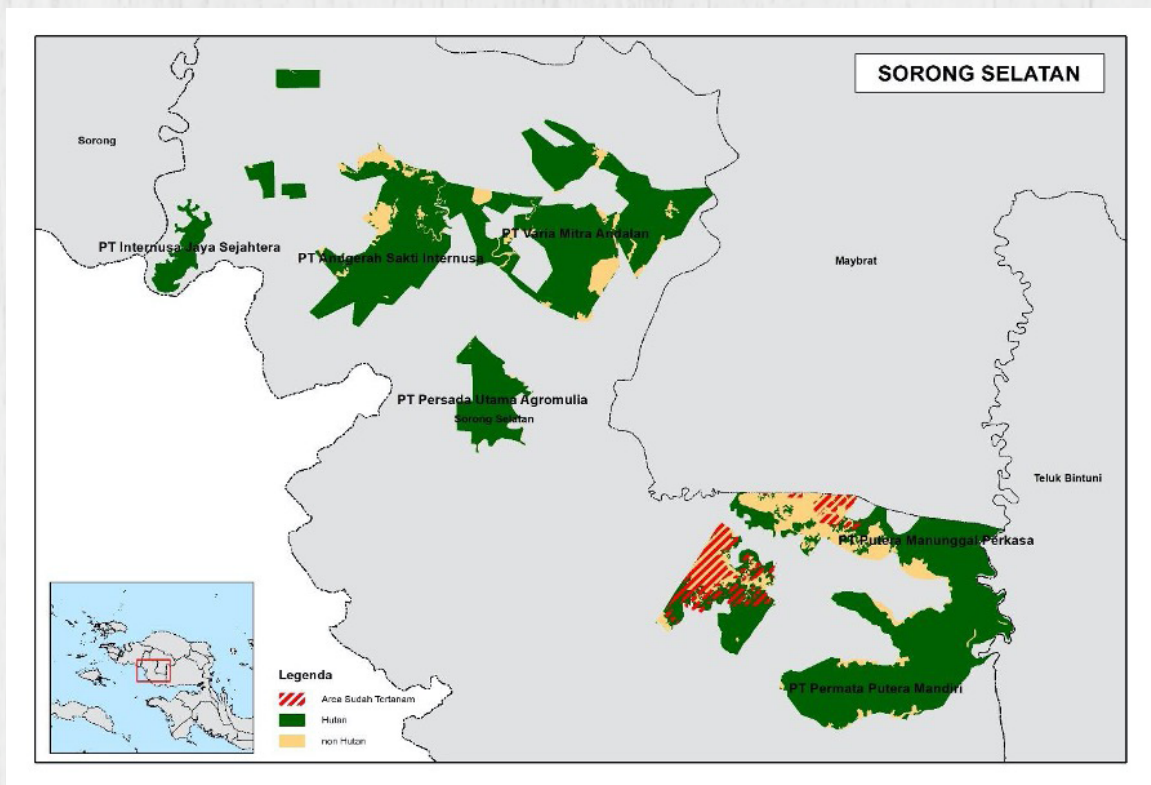 SORONG SELATAN
Sorong
PT Internusa Jaya Sejahtera
PT Anugerah Sakti Internusa
PT Varia Mitra Andalan
Maybrat
PT Persada Utama Agromulia
Sorong Selatan
Teluk Bintuni
PT Putera Manunggal Perkasa
PT Permata Putera Mandiri
Legenda
Area Sudah Tertanam
Hutan
non Hutan